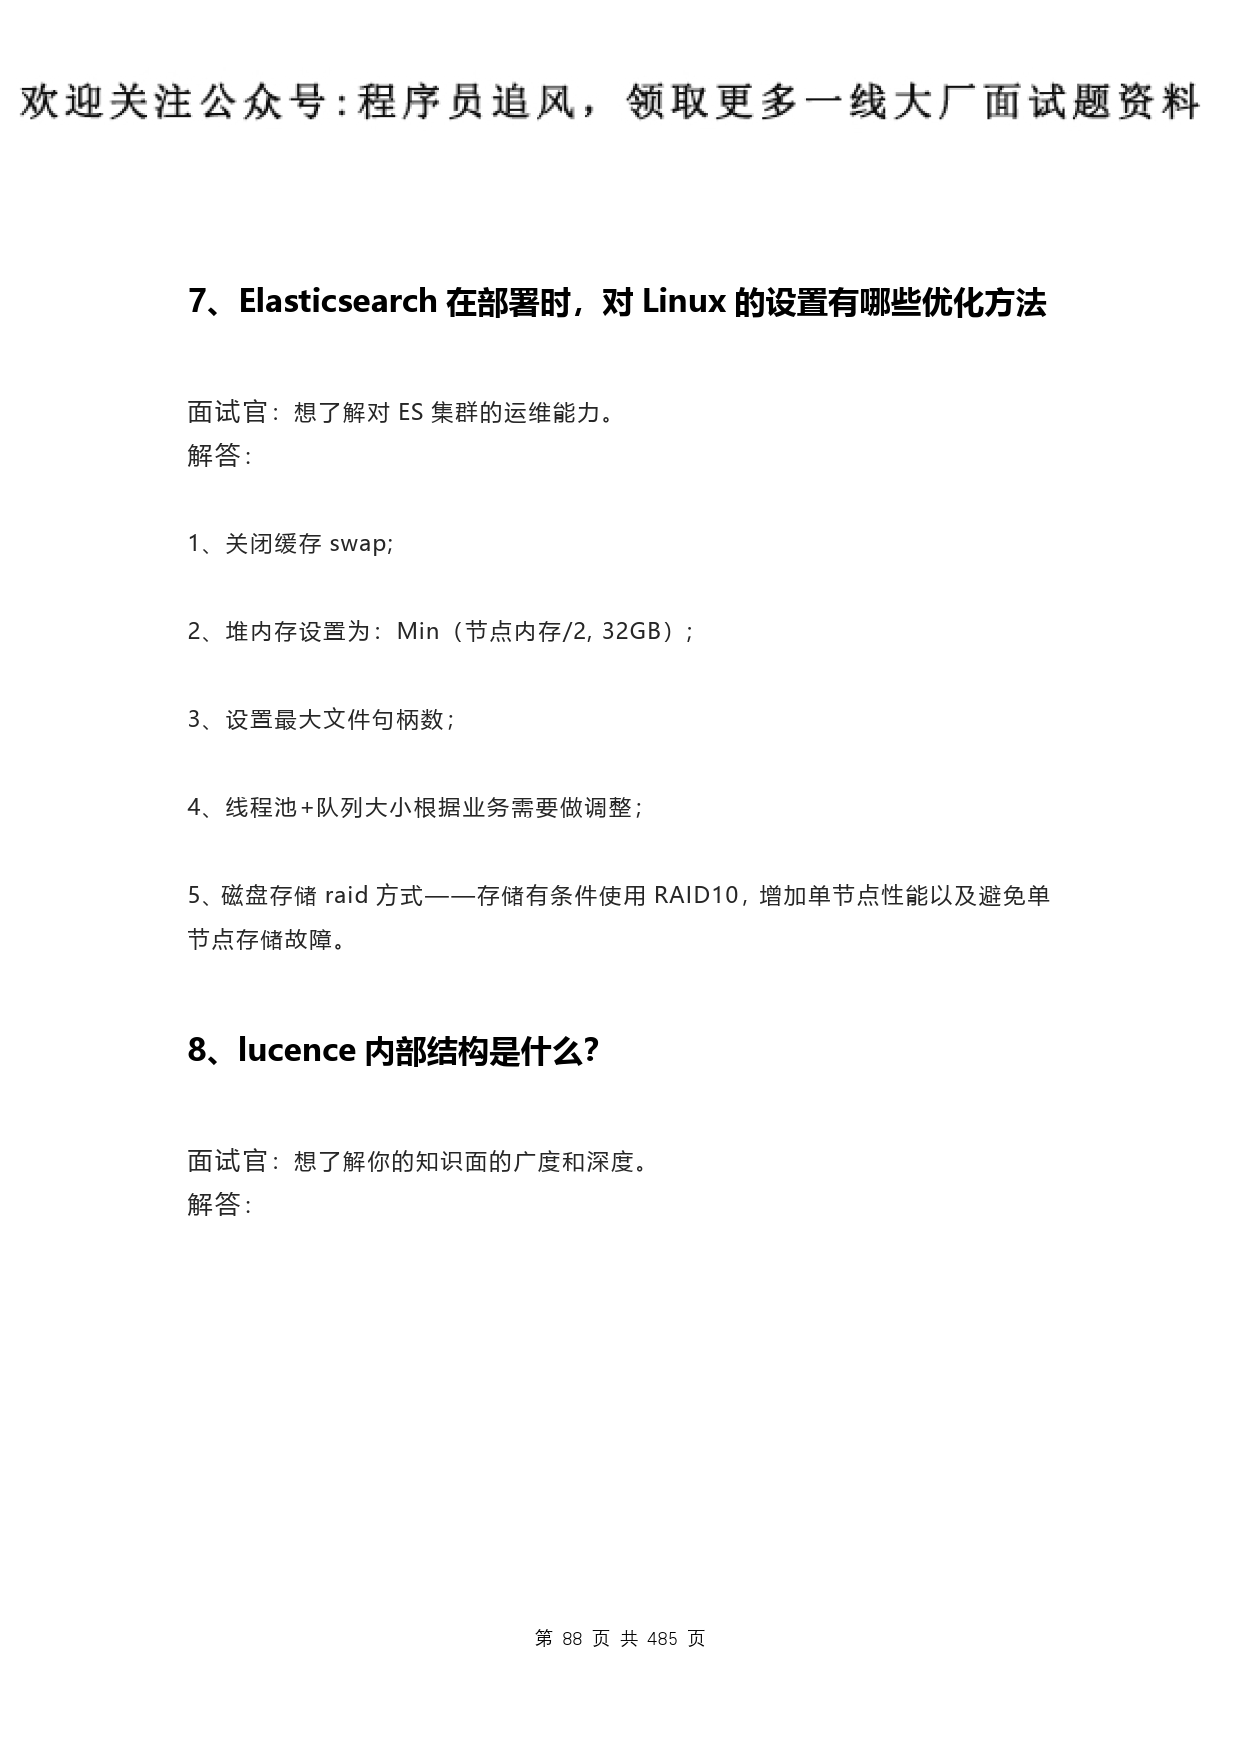 欢迎关注公众号:程序员追风，领取更多一线大厂面试题资料
7、Elasticsearch 在部署时，对 Linux 的设置有哪些优化方法
面试官：想了解对 ES 集群的运维能力。
解答：
1、关闭缓存 swap;
2、堆内存设置为：Min（节点内存/2, 32GB）;
3、设置最大文件句柄数；
4、线程池+队列大小根据业务需要做调整；
5、磁盘存储 raid 方式——存储有条件使用 RAID10，增加单节点性能以及避免单
节点存储故障。
8、lucence 内部结构是什么？
面试官：想了解你的知识面的广度和深度。
解答：
第 88 页 共 485 页